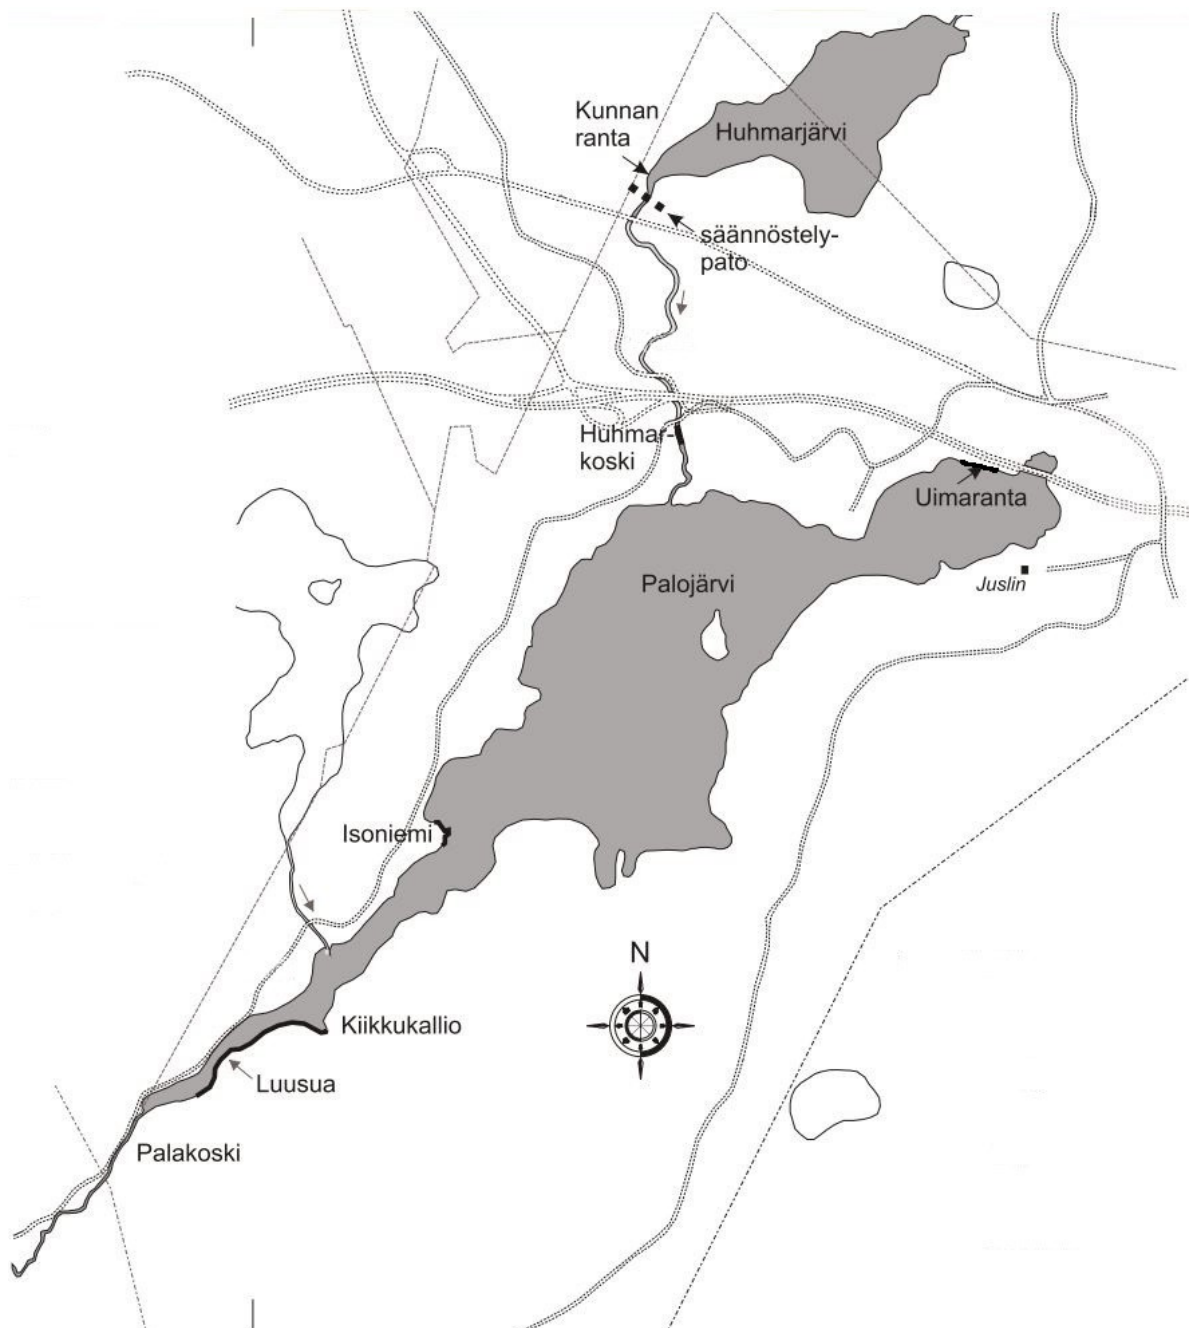 Kunnan
ranta
Huhmarjärvi
säännöstely-
pato
Huhmar-
koski
Uimaranta
Palojärvi
Juslin
Isoniemi
N
Kiikkukallio
Luusua
Palakoski